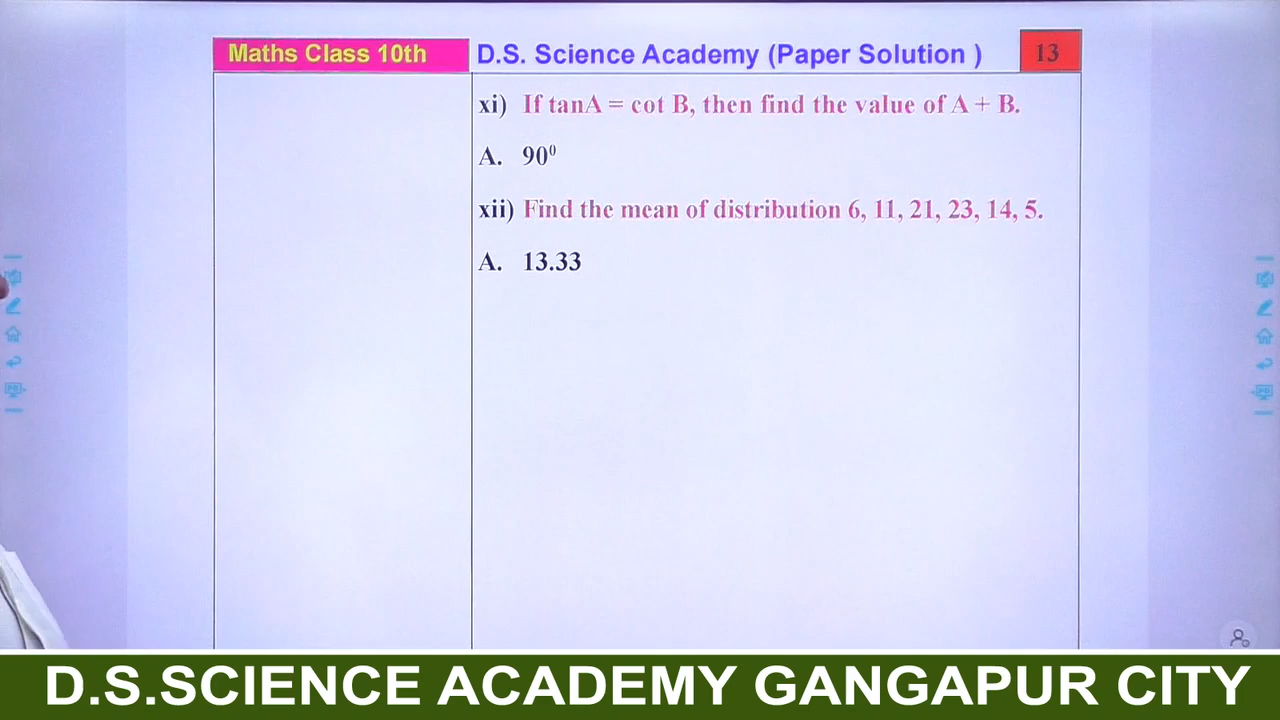 Maths Class 10th D.S. Science Academy (Paper Solution ) 13
xi) If tanA = cot B, then find the value of A + B.
A. 90⁰
xii) Find the mean of distribution 6, 11, 21, 23, 14, 5.
A. 13.33
D.S.SCIENCE ACADEMY GANGAPUR CITY